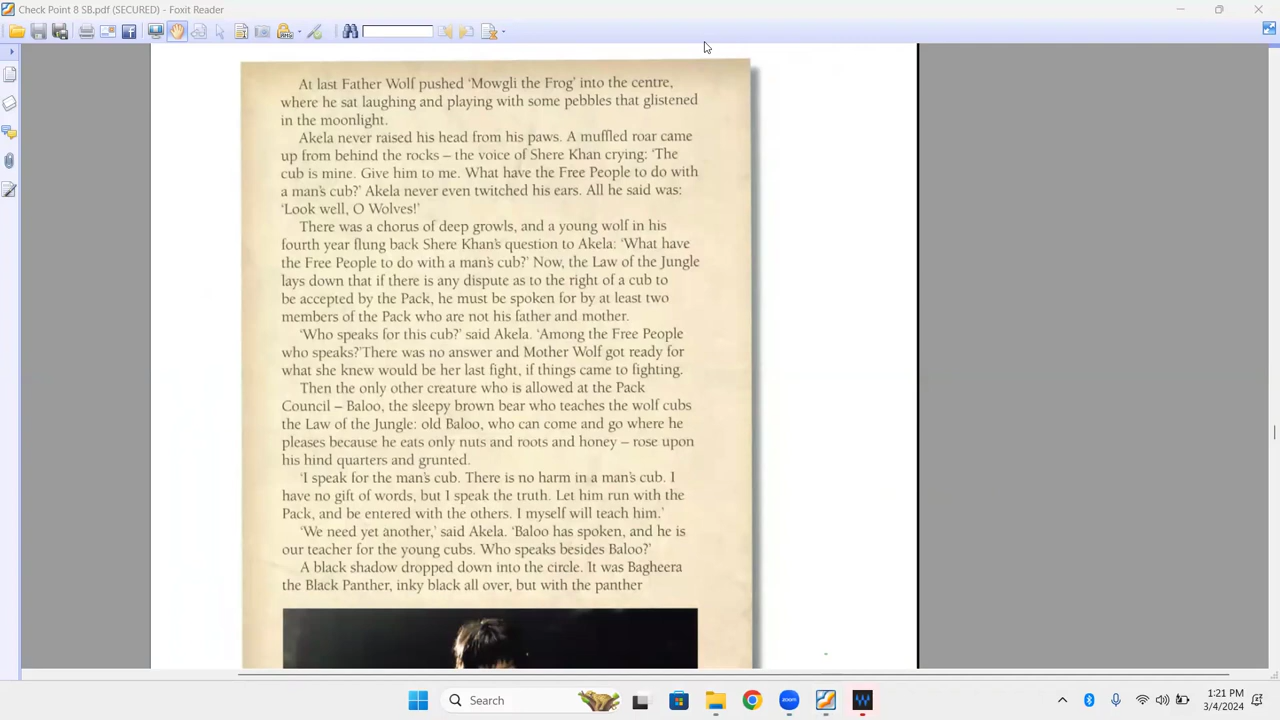 Check Point 8 SB.pdf (SECURED) - Foxit Reader
At last Father Wolf pushed ‘Mowgli the Frog’ into the centre,
where he sat laughing and playing with some pebbles that glistened
in the moonlight.
Akela never raised his head from his paws. A muffled roar came
up from behind the rocks – the voice of Shere Khan crying: ‘The
cub is mine. Give him to me. What have the Free People to do with
a man’s cub?’ Akela never even twitched his ears. All he said was:
‘Look well, O Wolves!’
There was a chorus of deep growls, and a young wolf in his
fourth year flung back Shere Khan’s question to Akela: ‘What have
the Free People to do with a man’s cub?’ Now, the Law of the Jungle
lays down that if there is any dispute as to the right of a cub to
be accepted by the Pack, he must be spoken for by at least two
members of the Pack who are not his father and mother.
‘Who speaks for this cub?’ said Akela. ‘Among the Free People
who speaks?’There was no answer and Mother Wolf got ready for
what she knew would be her last fight, if things came to fighting.
Then the only other creature who is allowed at the Pack
Council – Baloo, the sleepy brown bear who teaches the wolf cubs
the Law of the Jungle: old Baloo, who can come and go where he
pleases because he eats only nuts and roots and honey – rose upon
his hind quarters and grunted.
‘I speak for the man’s cub. There is no harm in a man’s cub. I
have no gift of words, but I speak the truth. Let him run with the
Pack, and be entered with the others. I myself will teach him.’
‘We need yet another,’ said Akela. ‘Baloo has spoken, and he is
our teacher for the young cubs. Who speaks besides Baloo?’
A black shadow dropped down into the circle. It was Bagheera
the Black Panther, inky black all over, but with the panther
Search
zoom
1:21 PM
3/4/2024